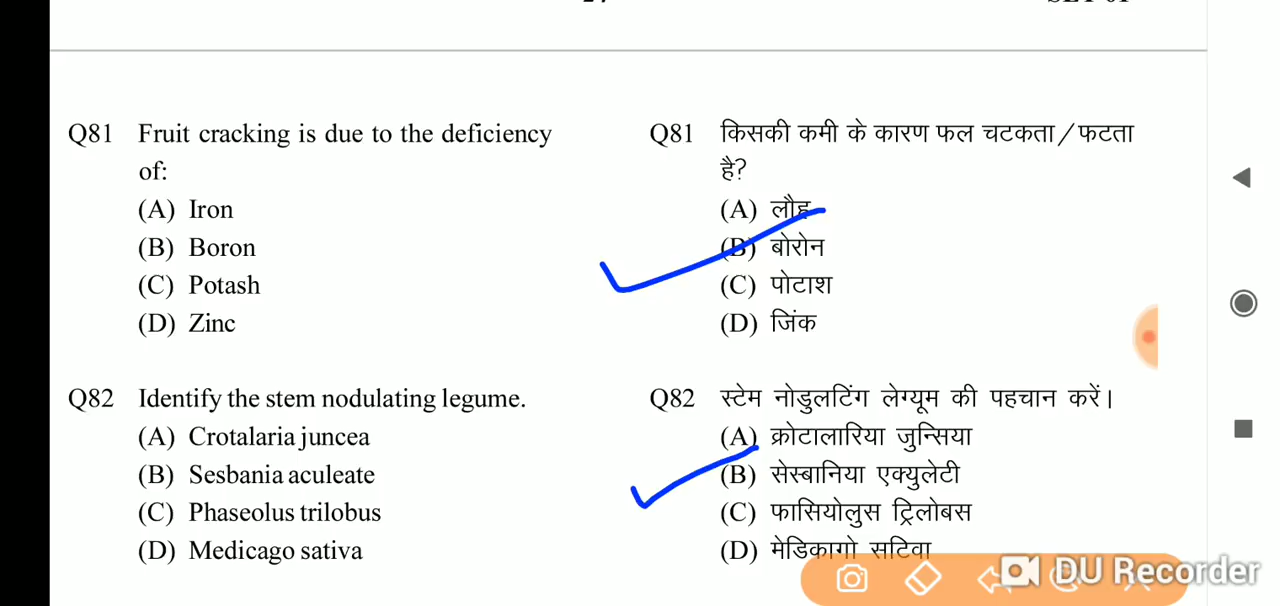 Q81 Fruit cracking is due to the deficiency
of:
(A) Iron
(B) Boron
(C) Potash
(D) Zinc
Q82 Identify the stem nodulating legume.
(A) Crotalaria juncea
(B) Sesbania aculeate
(C) Phaseolus trilobus
(D) Medicago sativa
Q81 किसकी कमी के कारण फल चटकता/फटता
है?
(A) लौह
(B) बोरोन
(C) पोटाश
(D) जिंक
Q82 स्टेम नोडुलटिंग लेग्यूम की पहचान करें।
(A) क्रोटालारिया जुन्सिया
(B) सेस्बानिया एक्युलेटी
(C) फासियोलुस ट्रिलोबस
(D) मेडिकागो सटिवा
DU Recorder